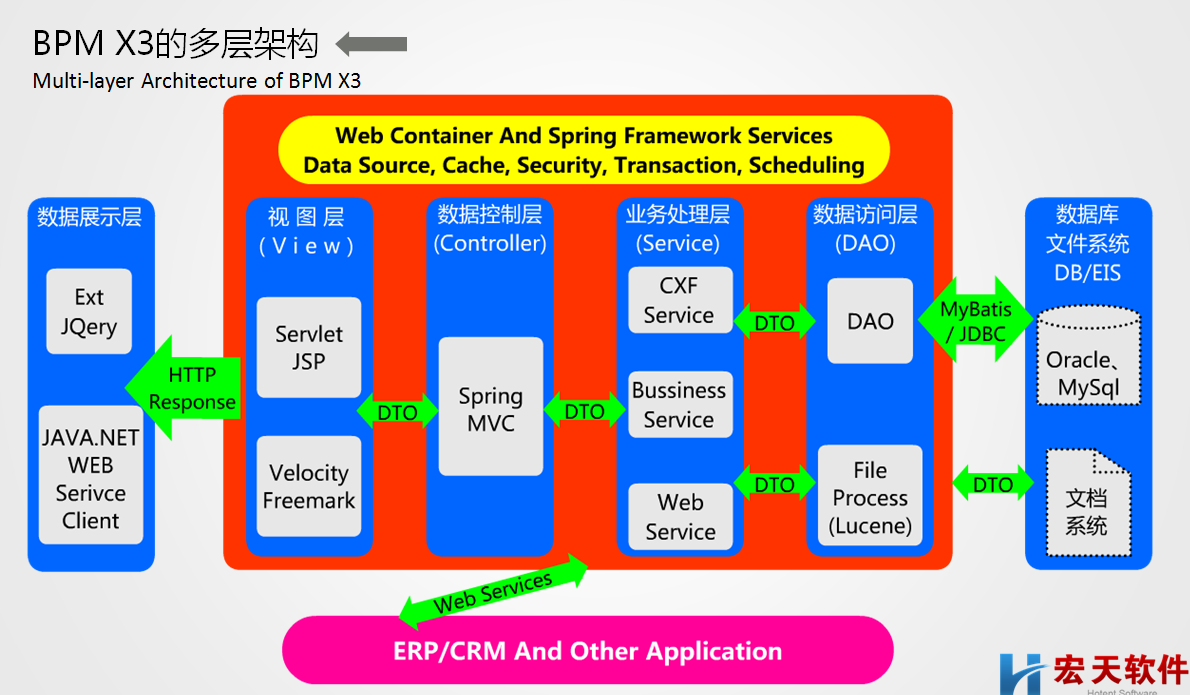 BPM X3的多层架构
Multi-layer Architecture of BPM X3
Web Container And Spring Framework Services
Data Source, Cache, Security, Transaction, Scheduling
数据展示层
Ext
JQery
JAVA.NET
WEB
Serivce
Client
HTTP
Response
视图层
(View)
Servlet
JSP
Velocity
Freemark
DTO
数据控制层
(Controller)
Spring
MVC
DTO
业务处理层
(Service)
CXF
Service
Bussiness
Service
Web
Service
DTO
DTO
数据访问层
(DAO)
DAO
File
Process
(Lucene)
MyBatis
/ JDBC
DTO
数据库
文件系统
DB/EIS
Oracle、
MySql
文档
系统
Web Services
ERP/CRM And Other Application
宏天软件
Hotent Software